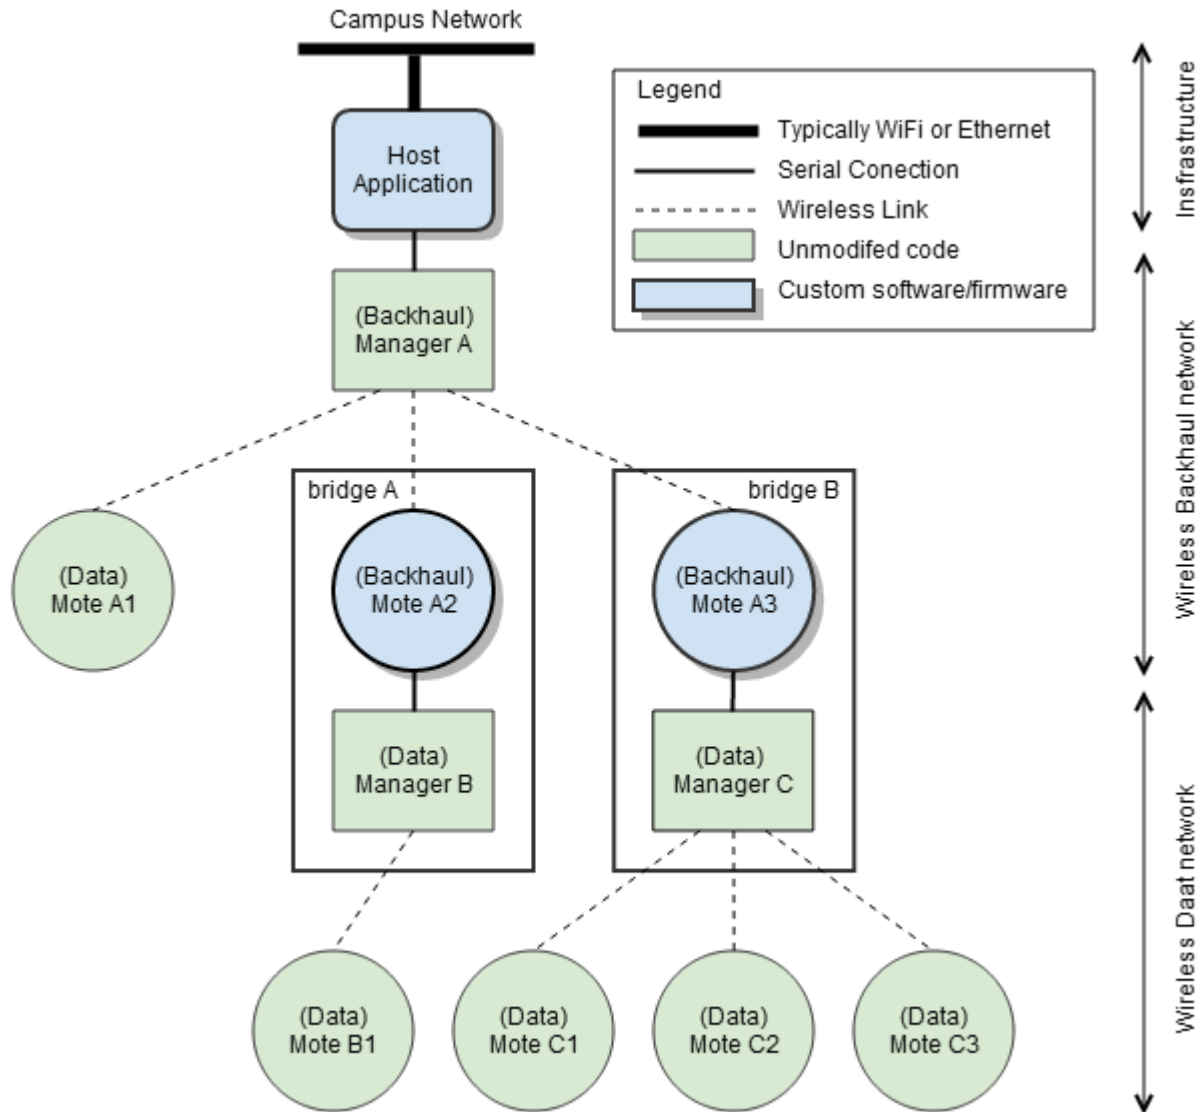 Campus Network
Host
Application
Legend
Typically WiFi or Ethernet
Serial Conection
Wireless Link
Unmodifed code
Custom software/firmware
Insfrastructure
(Backhaul)
Manager A
Wireless Backhaul network
bridge A
bridge B
(Data)
Mote A1
(Backhaul)
Mote A2
(Backhaul)
Mote A3
(Data)
Manager B
(Data)
Manager C
Wireless Daat network
(Data)
Mote B1
(Data)
Mote C1
(Data)
Mote C2
(Data)
Mote C3